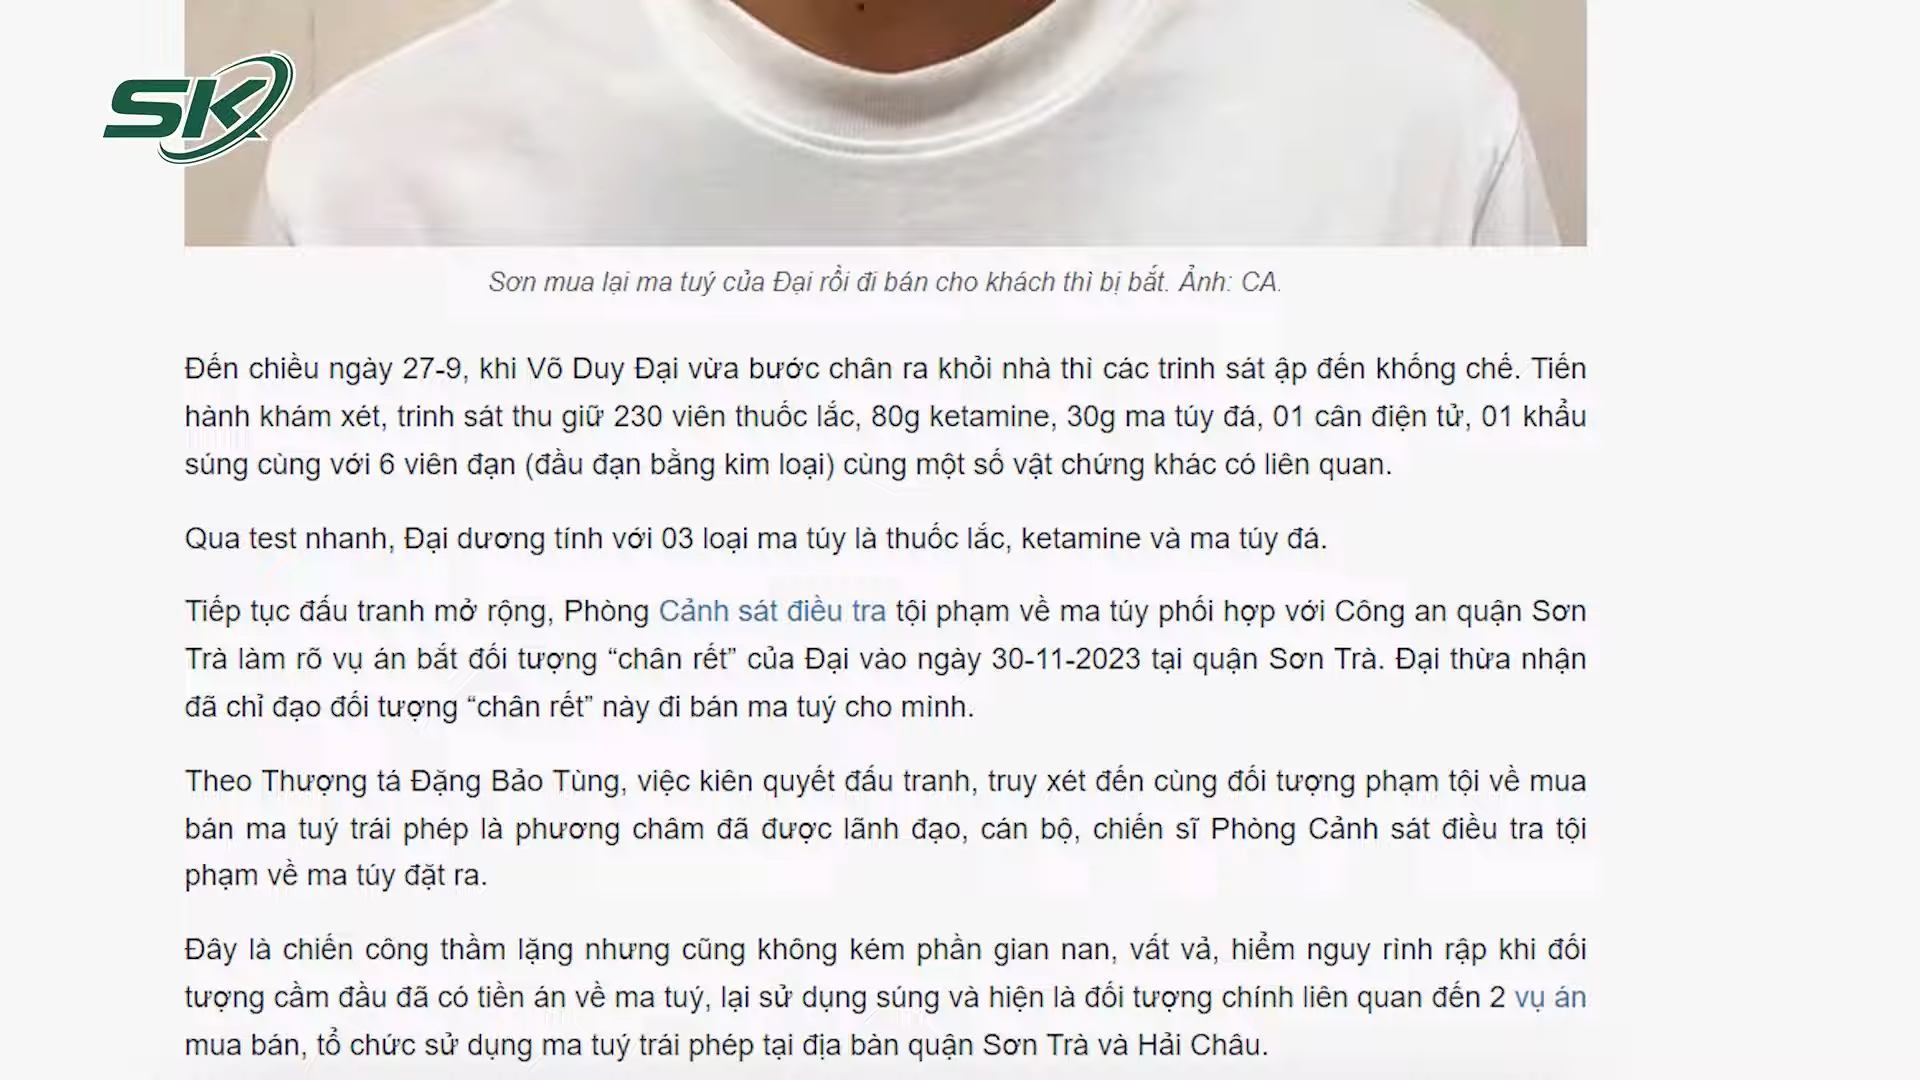 SK
Sơn mua lại ma tuý của Đại rồi đi bán cho khách thì bị bắt. Ảnh: CA.
Đến chiều ngày 27-9, khi Võ Duy Đại vừa bước chân ra khỏi nhà thì các trinh sát ập đến khống chế. Tiến
hành khám xét, trinh sát thu giữ 230 viên thuốc lắc, 80g ketamine, 30g ma túy đá, 01 cân điện tử, 01 khẩu
súng cùng với 6 viên đạn (đầu đạn bằng kim loại) cùng một số vật chứng khác có liên quan.
Qua test nhanh, Đại dương tính với 03 loại ma túy là thuốc lắc, ketamine và ma túy đá.
Tiếp tục đấu tranh mở rộng, Phòng Cảnh sát điều tra tội phạm về ma túy phối hợp với Công an quận Sơn
Trà làm rõ vụ án bắt đối tượng “chân rết” của Đại vào ngày 30-11-2023 tại quận Sơn Trà. Đại thừa nhận
đã chỉ đạo đối tượng “chân rết” này đi bán ma tuý cho mình.
Theo Thượng tá Đặng Bảo Tùng, việc kiên quyết đấu tranh, truy xét đến cùng đối tượng phạm tội về mua
bán ma tuý trái phép là phương châm đã được lãnh đạo, cán bộ, chiến sĩ Phòng Cảnh sát điều tra tội
phạm về ma túy đặt ra.
Đây là chiến công thầm lặng nhưng cũng không kém phần gian nan, vất vả, hiểm nguy rình rập khi đối
tượng cầm đầu đã có tiền án về ma tuý, lại sử dụng súng và hiện là đối tượng chính liên quan đến 2 vụ án
mua bán, tổ chức sử dụng ma tuý trái phép tại địa bàn quận Sơn Trà và Hải Châu.